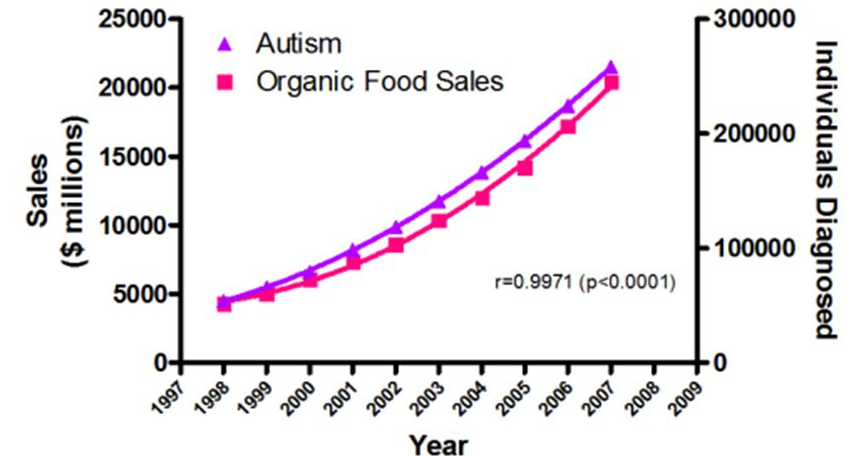 25000
20000
15000
10000
5000
0
Sales
($ millions)
Autism
Organic Food Sales
r=0.9971 (p<0.0001)
300000
200000
100000
0
Individuals Diagnosed
1997 1998 1999 2000 2001 2002 2003 2004 2005 2006 2007 2008 2009
Year